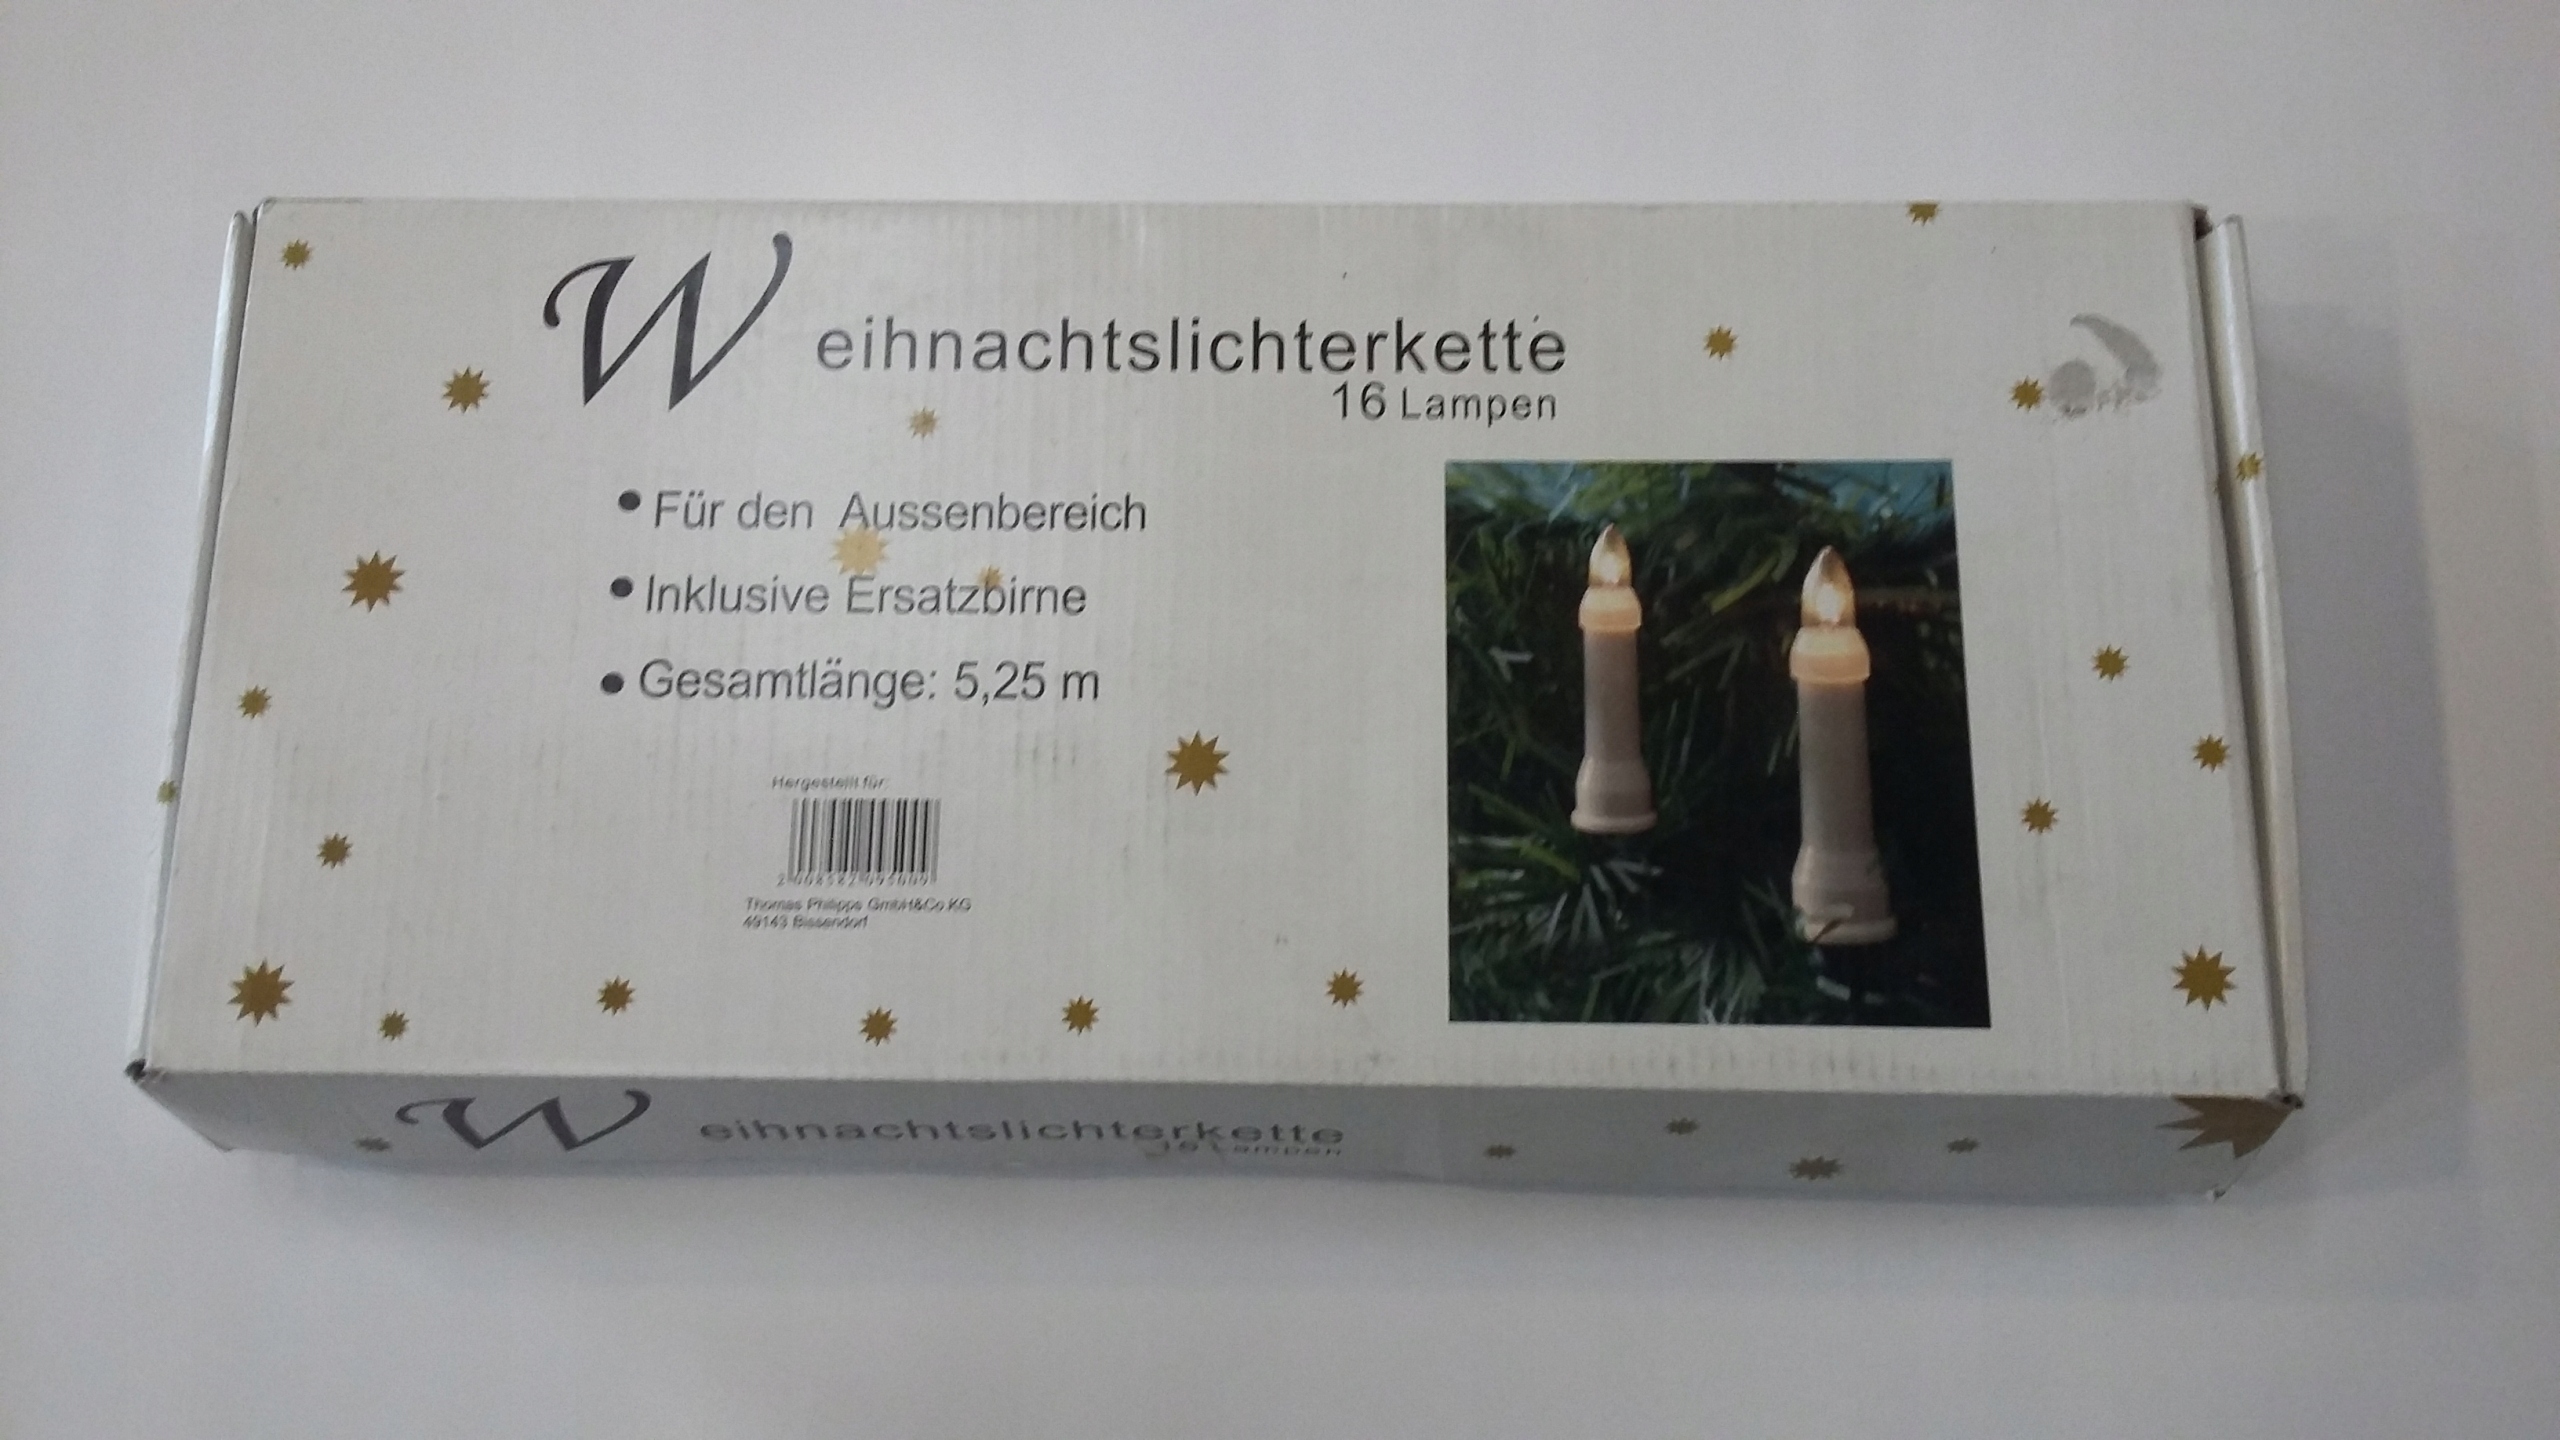 Weihnachtslichterkette
16 Lampen
• Für den Aussenbereich
• Inklusive Ersatzbirne
• Gesamtlänge: 5,25 m
Hergestellt für:
Thomas Philipps GmbH&Co.KG
49143 Bissendorf
Weihnachtslichterkette
16 Lampen